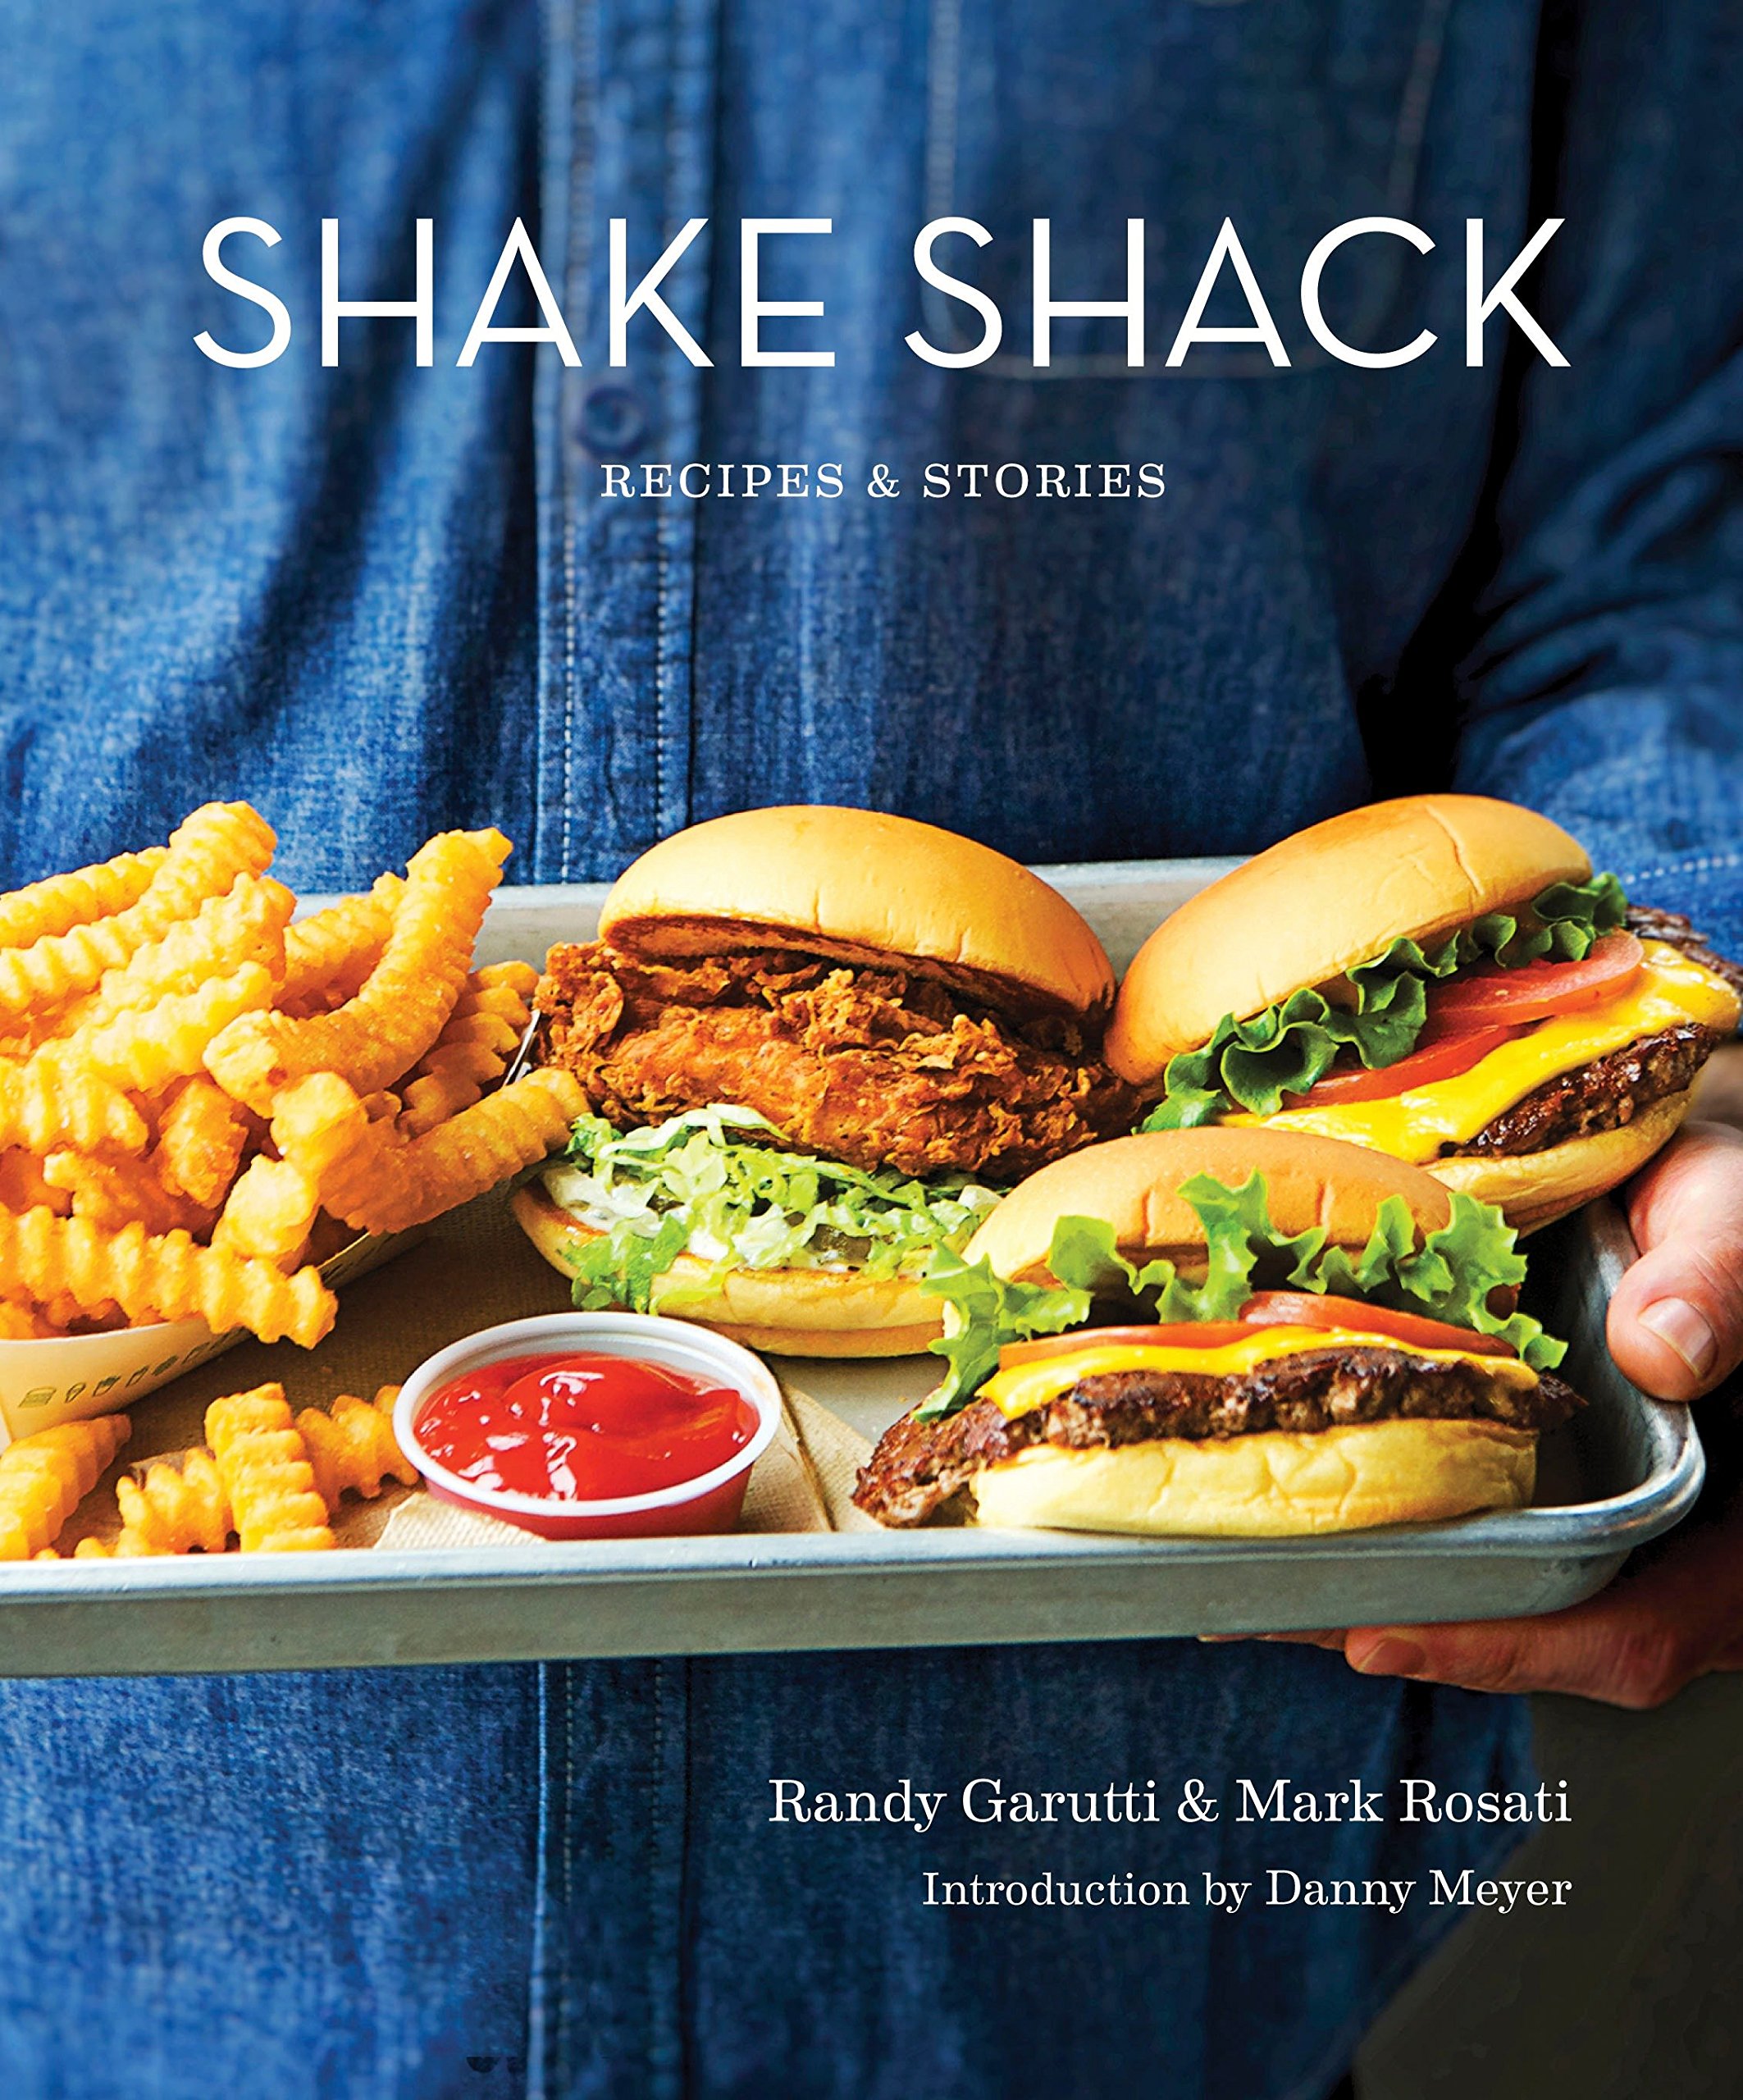 SHAKE SHACK
RECIPES & STORIES
Randy Garutti & Mark Rosati
Introduction by Danny Meyer